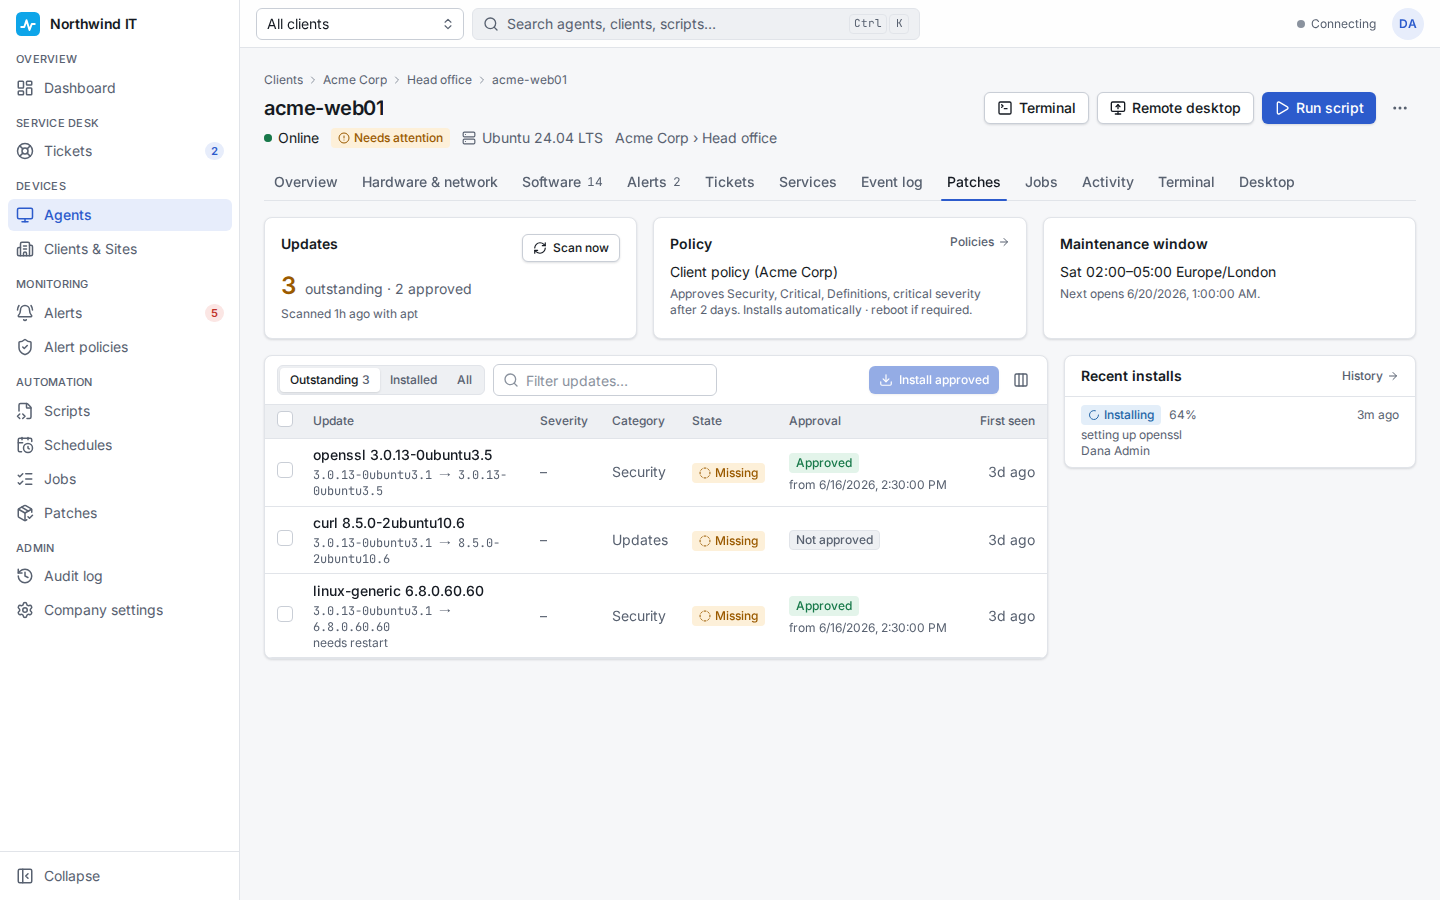 Northwind IT
All clients
Search agents, clients, scripts...
Ctrl K
Connecting
DA
OVERVIEW
Dashboard
SERVICE DESK
Tickets 2
DEVICES
Agents
Clients & Sites
MONITORING
Alerts 5
Alert policies
AUTOMATION
Scripts
Schedules
Jobs
Patches
ADMIN
Audit log
Company settings
Collapse
Clients > Acme Corp > Head office > acme-web01
acme-web01
Terminal
Remote desktop
Run script
Online
Needs attention
Ubuntu 24.04 LTS
Acme Corp › Head office
Overview
Hardware & network
Software 14
Alerts 2
Tickets
Services
Event log
Patches
Jobs
Activity
Terminal
Desktop
Updates
Scan now
3 outstanding · 2 approved
Scanned 1h ago with apt
Policy
Policies →
Client policy (Acme Corp)
Approves Security, Critical, Definitions, critical severity
after 2 days. Installs automatically · reboot if required.
Maintenance window
Sat 02:00–05:00 Europe/London
Next opens 6/20/2026, 1:00:00 AM.
Outstanding 3
Installed
All
Filter updates...
Install approved
Update Severity Category State Approval First seen
openssl 3.0.13-0ubuntu3.5
3.0.13-0ubuntu3.1 → 3.0.13-
0ubuntu3.5
– Security Missing Approved
from 6/16/2026, 2:30:00 PM
3d ago
curl 8.5.0-2ubuntu10.6
3.0.13-0ubuntu3.1 → 8.5.0-
2ubuntu10.6
– Updates Missing Not approved 3d ago
linux-generic 6.8.0.60.60
3.0.13-0ubuntu3.1 →
6.8.0.60.60
needs restart
– Security Missing Approved
from 6/16/2026, 2:30:00 PM
3d ago
Recent installs
History →
Installing 64% 3m ago
setting up openssl
Dana Admin